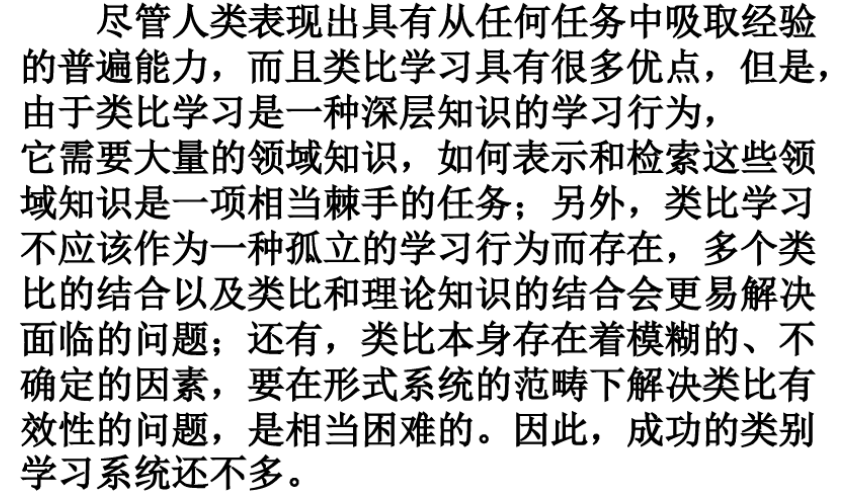 尽管人类表现出具有从任何任务中吸取经验
的普遍能力，而且类比学习具有很多优点，但是，
由于类比学习是一种深层知识的学习行为，
它需要大量的领域知识，如何表示和检索这些领
域知识是一项相当棘手的任务；另外，类比学习
不应该作为一种孤立的学习行为而存在，多个类
比的结合以及类比和理论知识的结合会更易解决
面临的问题；还有，类比本身存在着模糊的、不
确定的因素，要在形式系统的范畴下解决类比有
效性的问题，是相当困难的。因此，成功的类别
学习系统还不多。